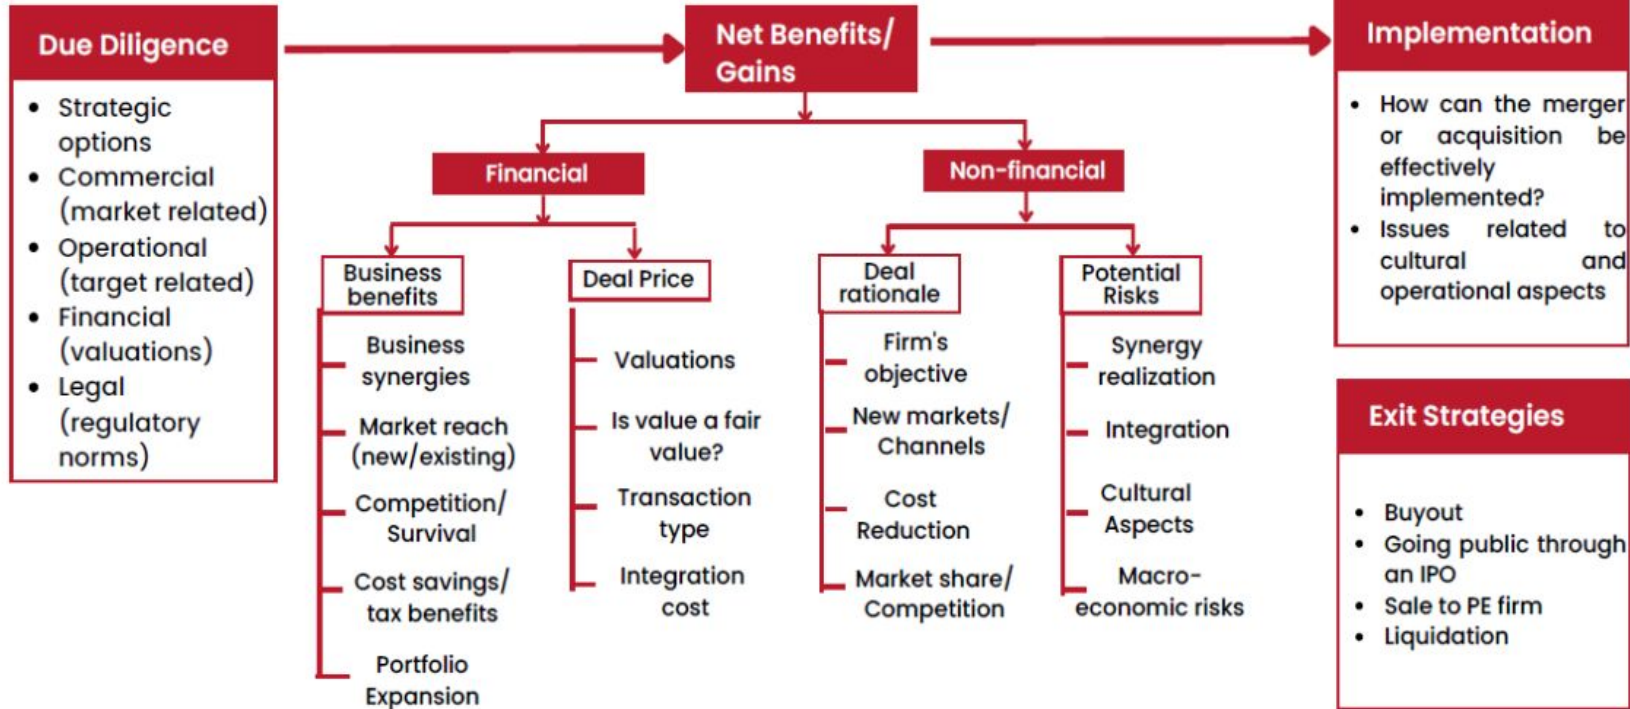 Due Diligence
• Strategic
options
• Commercial
(market related)
• Operational
(target related)
• Financial
(valuations)
• Legal
(regulatory
norms)
Net Benefits/
Gains
Financial
Business
benefits
Business
synergies
Market reach
(new/existing)
Competition/
Survival
Cost savings/
tax benefits
Portfolio
Expansion
Deal Price
Valuations
Is value a fair
value?
Transaction
type
Integration
cost
Non-financial
Deal
rationale
Firm's
objective
New markets/
Channels
Cost
Reduction
Market share/
Competition
Potential
Risks
Synergy
realization
Integration
Cultural
Aspects
Macro-
economic risks
Implementation
• How can the merger
or acquisition be
effectively
implemented?
• Issues related to
cultural and
operational aspects
Exit Strategies
• Buyout
• Going public through
an IPO
• Sale to PE firm
• Liquidation